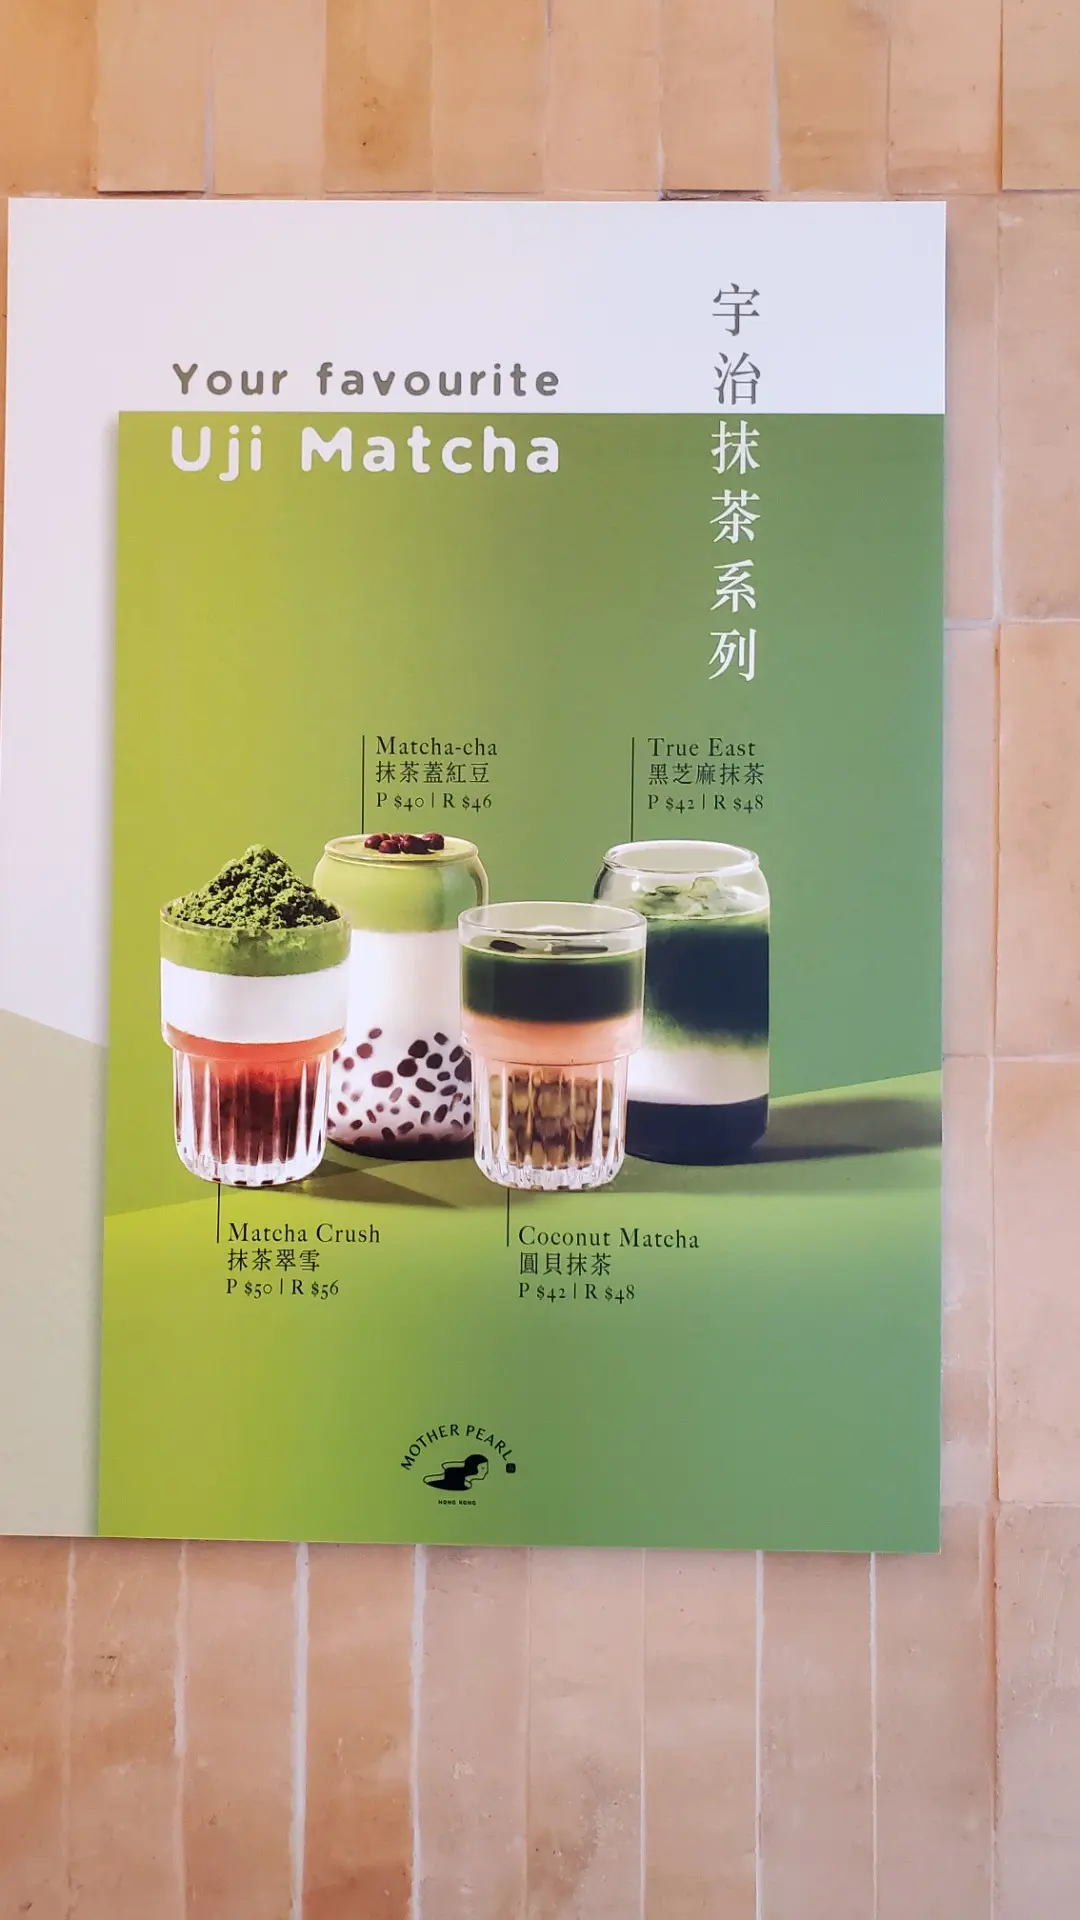 Your favourite
Uji Matcha
宇治抹茶系列
Matcha-cha
抹茶蓋紅豆
P $40 | R $46
True East
黑芝麻抹茶
P $42 | R $48
Matcha Crush
抹茶翠雪
P $50 | R $56
Coconut Matcha
圓貝抹茶
P $42 | R $48
MOTHER PEARL
HONG KONG